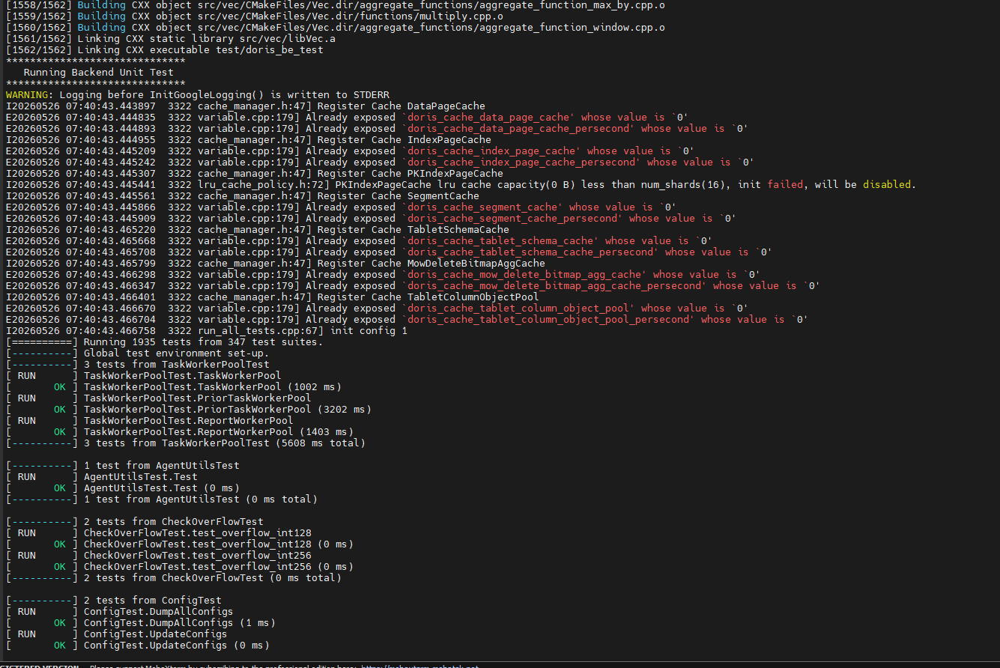 [1558/1562] Building CXX object src/vec/CMakeFiles/Vec.dir/aggregate_functions/aggregate_function_max_by.cpp.o
[1559/1562] Building CXX object src/vec/CMakeFiles/Vec.dir/functions/multiply.cpp.o
[1560/1562] Building CXX object src/vec/CMakeFiles/Vec.dir/aggregate_functions/aggregate_function_window.cpp.o
[1561/1562] Linking CXX static library src/vec/libVec.a
[1562/1562] Linking CXX executable test/doris_be_test
******************************
   Running Backend Unit Test
******************************
WARNING: Logging before InitGoogleLogging() is written to STDERR
I20260526 07:40:43.443897  3322 cache_manager.h:47] Register Cache DataPageCache
E20260526 07:40:43.444835  3322 variable.cpp:179] Already exposed `doris_cache_data_page_cache' whose value is `0'
E20260526 07:40:43.444893  3322 variable.cpp:179] Already exposed `doris_cache_data_page_cache_persecond' whose value is `0'
I20260526 07:40:43.444955  3322 cache_manager.h:47] Register Cache IndexPageCache
E20260526 07:40:43.445209  3322 variable.cpp:179] Already exposed `doris_cache_index_page_cache' whose value is `0'
E20260526 07:40:43.445242  3322 variable.cpp:179] Already exposed `doris_cache_index_page_cache_persecond' whose value is `0'
I20260526 07:40:43.445307  3322 cache_manager.h:47] Register Cache PKIndexPageCache
I20260526 07:40:43.445441  3322 lru_cache_policy.h:72] PKIndexPageCache lru cache capacity(0 B) less than num_shards(16), init failed, will be disabled.
I20260526 07:40:43.445561  3322 cache_manager.h:47] Register Cache SegmentCache
E20260526 07:40:43.445866  3322 variable.cpp:179] Already exposed `doris_cache_segment_cache' whose value is `0'
E20260526 07:40:43.445909  3322 variable.cpp:179] Already exposed `doris_cache_segment_cache_persecond' whose value is `0'
I20260526 07:40:43.465220  3322 cache_manager.h:47] Register Cache TabletSchemaCache
E20260526 07:40:43.465668  3322 variable.cpp:179] Already exposed `doris_cache_tablet_schema_cache' whose value is `0'
E20260526 07:40:43.465708  3322 variable.cpp:179] Already exposed `doris_cache_tablet_schema_cache_persecond' whose value is `0'
I20260526 07:40:43.465799  3322 cache_manager.h:47] Register Cache MowDeleteBitmapAggCache
E20260526 07:40:43.466298  3322 variable.cpp:179] Already exposed `doris_cache_mow_delete_bitmap_agg_cache' whose value is `0'
E20260526 07:40:43.466347  3322 variable.cpp:179] Already exposed `doris_cache_mow_delete_bitmap_agg_cache_persecond' whose value is `0'
I20260526 07:40:43.466401  3322 cache_manager.h:47] Register Cache TabletColumnObjectPool
E20260526 07:40:43.466670  3322 variable.cpp:179] Already exposed `doris_cache_tablet_column_object_pool' whose value is `0'
E20260526 07:40:43.466704  3322 variable.cpp:179] Already exposed `doris_cache_tablet_column_object_pool_persecond' whose value is `0'
I20260526 07:40:43.466758  3322 run_all_tests.cpp:67] init config 1
[==========] Running 1935 tests from 347 test suites.
[----------] Global test environment set-up.
[----------] 3 tests from TaskWorkerPoolTest
[ RUN      ] TaskWorkerPoolTest.TaskWorkerPool
[       OK ] TaskWorkerPoolTest.TaskWorkerPool (1002 ms)
[ RUN      ] TaskWorkerPoolTest.PriorTaskWorkerPool
[       OK ] TaskWorkerPoolTest.PriorTaskWorkerPool (3202 ms)
[ RUN      ] TaskWorkerPoolTest.ReportWorkerPool
[       OK ] TaskWorkerPoolTest.ReportWorkerPool (1403 ms)
[----------] 3 tests from TaskWorkerPoolTest (5608 ms total)

[----------] 1 test from AgentUtilsTest
[ RUN      ] AgentUtilsTest.Test
[       OK ] AgentUtilsTest.Test (0 ms)
[----------] 1 test from AgentUtilsTest (0 ms total)

[----------] 2 tests from CheckOverFlowTest
[ RUN      ] CheckOverFlowTest.test_overflow_int128
[       OK ] CheckOverFlowTest.test_overflow_int128 (0 ms)
[ RUN      ] CheckOverFlowTest.test_overflow_int256
[       OK ] CheckOverFlowTest.test_overflow_int256 (0 ms)
[----------] 2 tests from CheckOverFlowTest (0 ms total)

[----------] 2 tests from ConfigTest
[ RUN      ] ConfigTest.DumpAllConfigs
[       OK ] ConfigTest.DumpAllConfigs (1 ms)
[ RUN      ] ConfigTest.UpdateConfigs
[       OK ] ConfigTest.UpdateConfigs (0 ms)